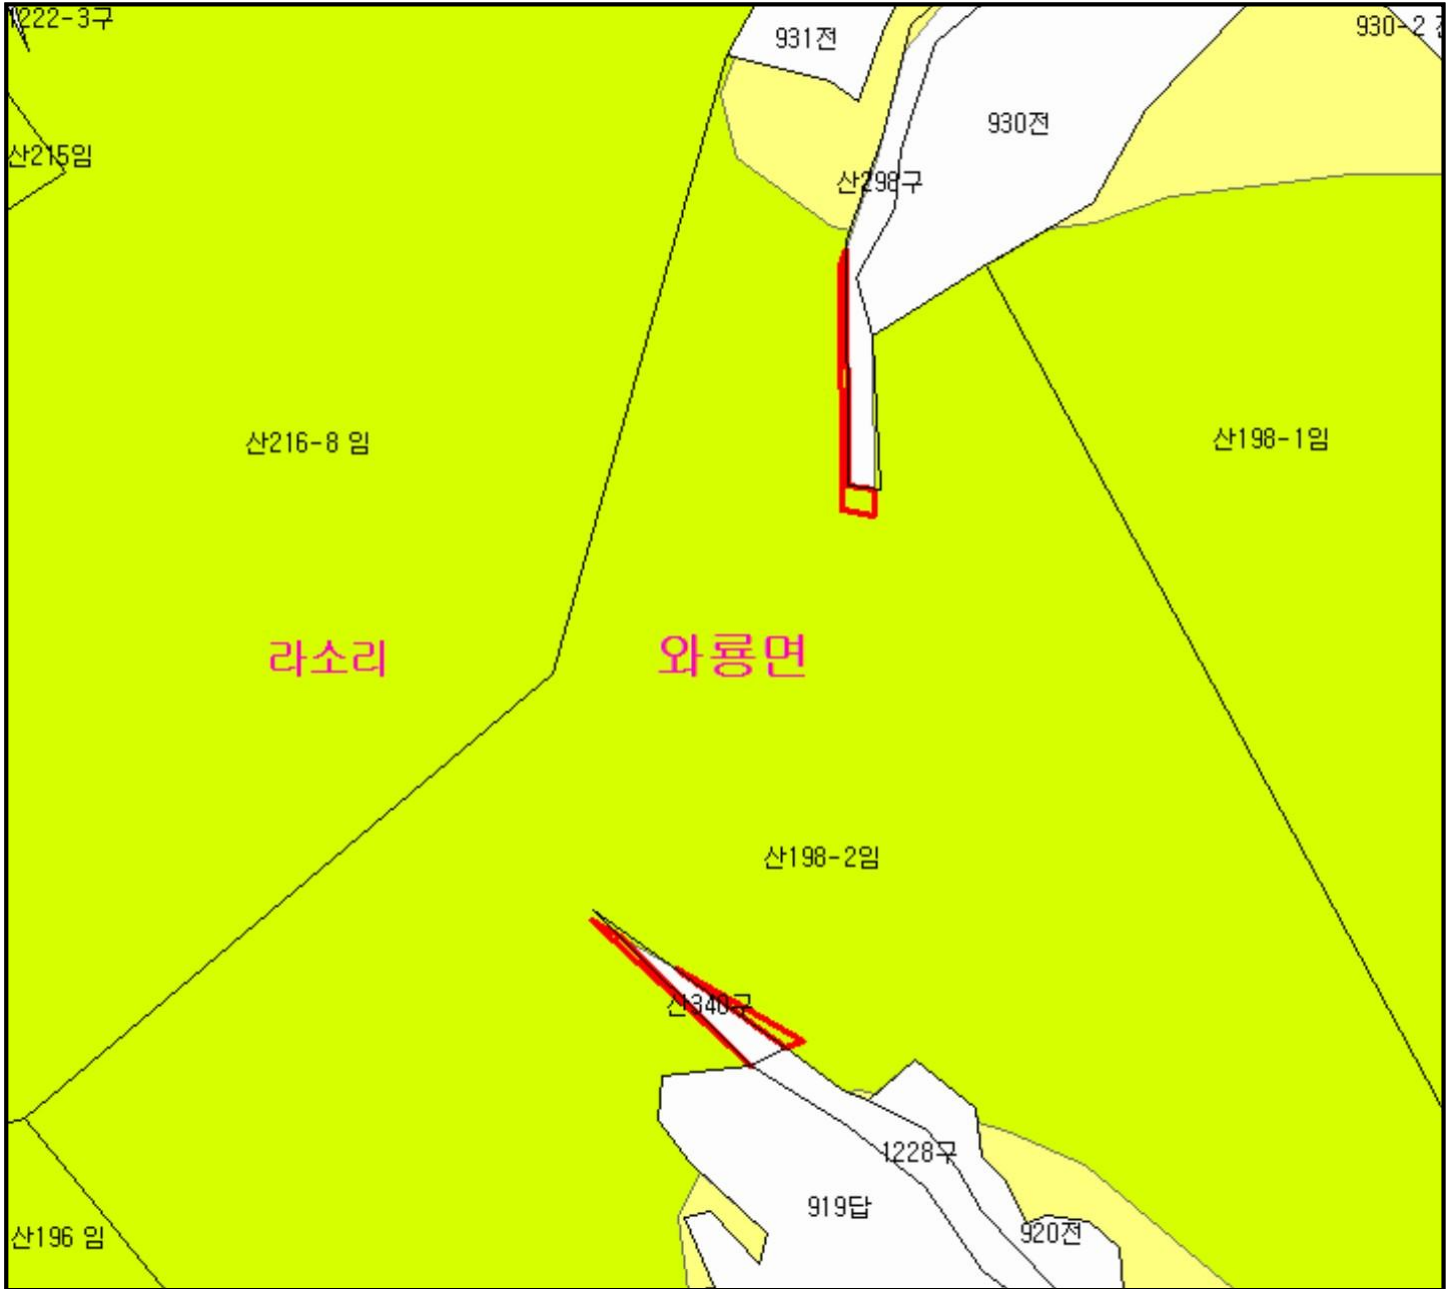 1222-3구
931전
930-2 전
930전
산215임
산298구
산216-8 임
산198-1임
라소리
와룡면
산198-2임
산340구
1228구
919답
920전
산196 임